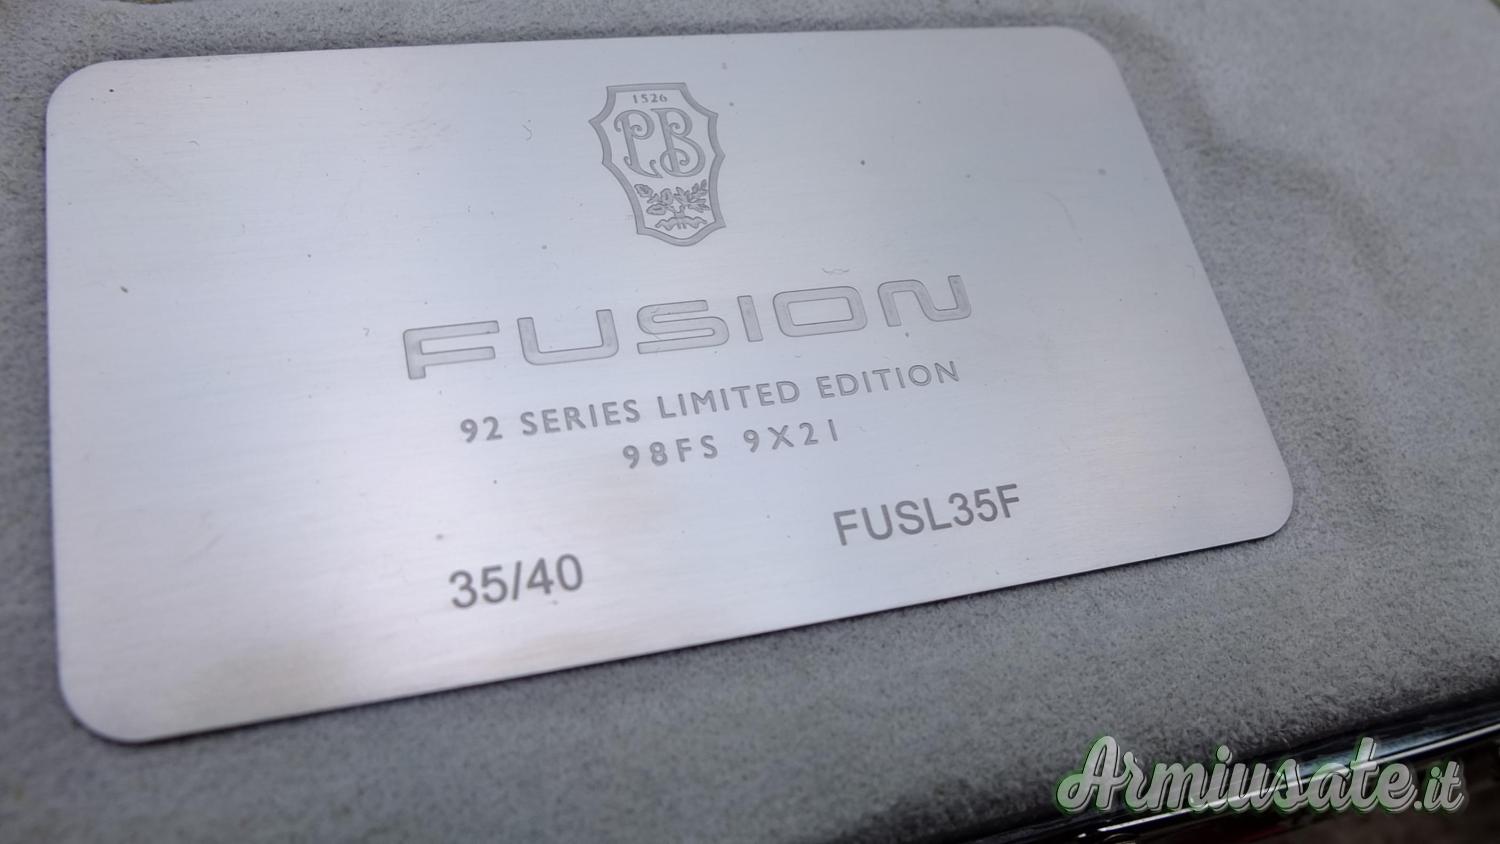 1526
PB
FUSION
92 SERIES LIMITED EDITION
98FS 9X21
35/40
FUSL35F
Armiusate.it